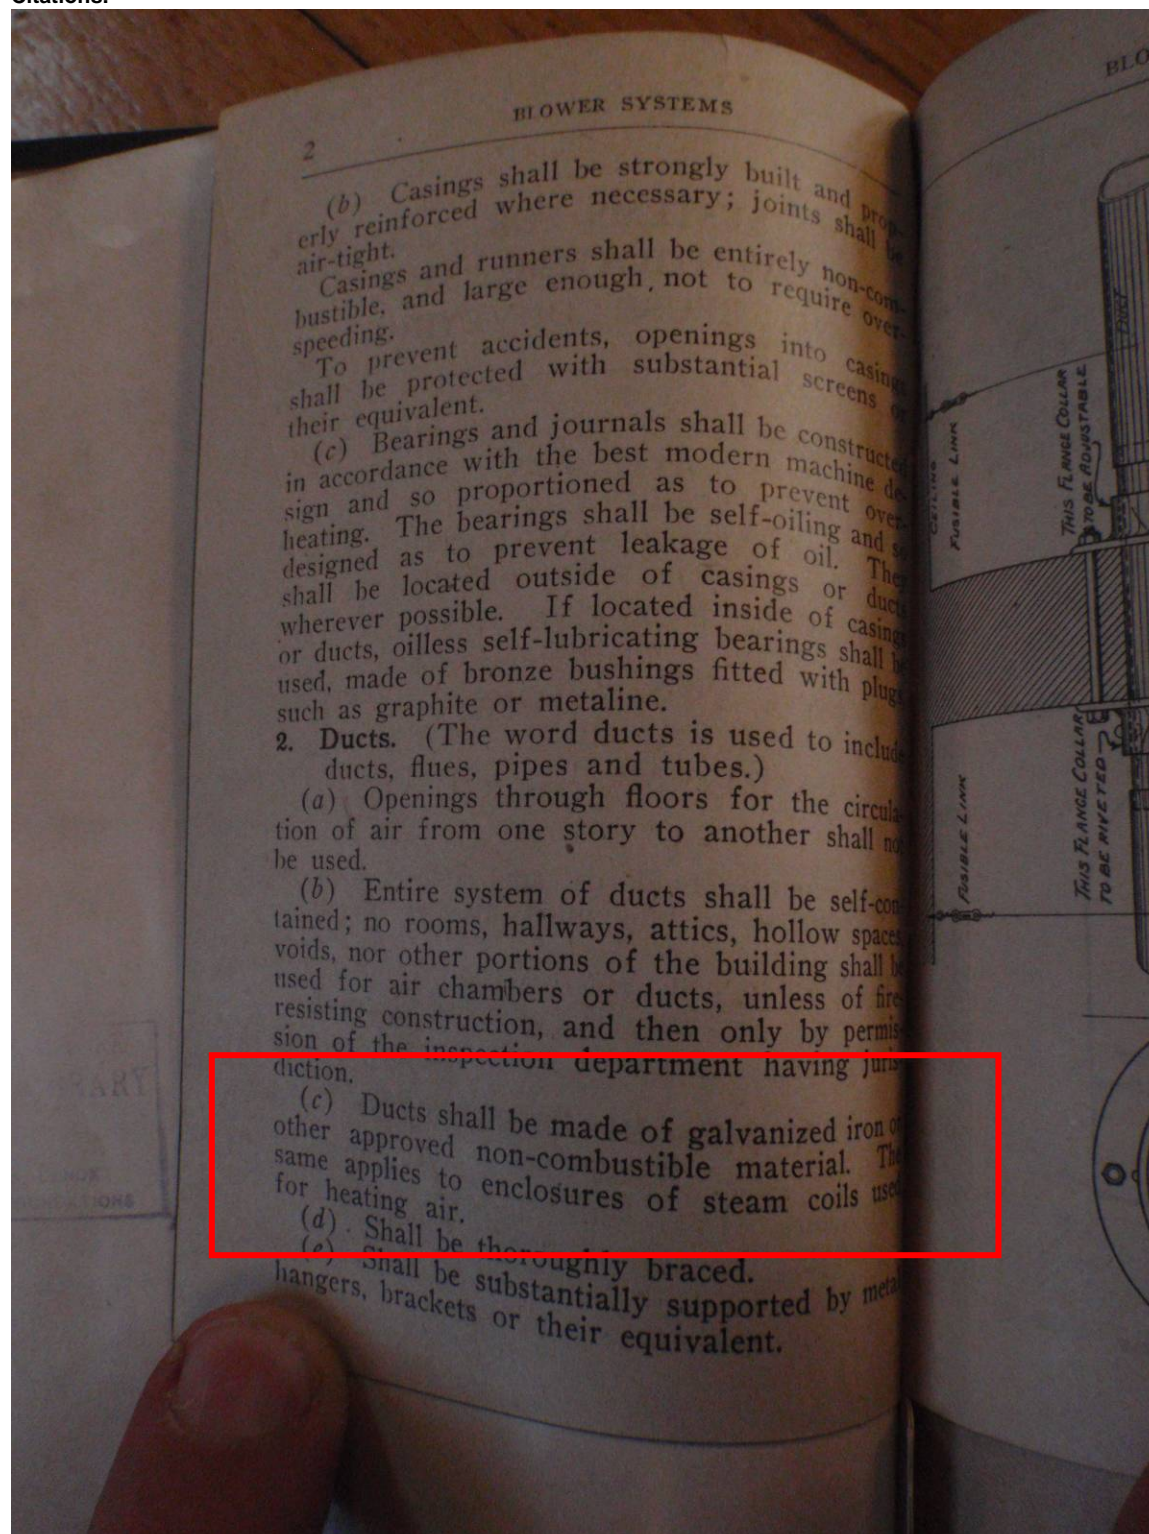 Citations:
BLOWER SYSTEMS
2
(b) Casings shall be strongly built and prop-
erly reinforced where necessary; joints shall be
air-tight.
Casings and runners shall be entirely non-com-
bustible, and large enough, not to require over-
speeding.
To prevent accidents, openings into casings
shall be protected with substantial screens or
their equivalent.
(c) Bearings and journals shall be constructed
in accordance with the best modern machine de-
sign and so proportioned as to prevent over-
heating. The bearings shall be self-oiling and so
designed as to prevent leakage of oil. They
shall be located outside of casings or ducts
wherever possible. If located inside of casings
or ducts, oilless self-lubricating bearings shall be
used, made of bronze bushings fitted with plugs
such as graphite or metaline.
2. Ducts. (The word ducts is used to include
ducts, flues, pipes and tubes.)
(a) Openings through floors for the circula-
tion of air from one story to another shall not
be used.
(b) Entire system of ducts shall be self-con-
tained; no rooms, hallways, attics, hollow spaces,
voids, nor other portions of the building shall be
used for air chambers or ducts, unless of fire-
resisting construction, and then only by permis-
sion of the inspection department having juris-
diction.
(c) Ducts shall be made of galvanized iron or
other approved non-combustible material. The
same applies to enclosures of steam coils used
for heating air.
(d) Shall be thoroughly braced.
(e) Shall be substantially supported by metal
hangers, brackets or their equivalent.
BLO
DUCT
CEILING
FUSIBLE LINK
THIS FLANGE COLLAR
TO BE ADJUSTABLE
FUSIBLE LINK
THIS FLANGE COLLAR
TO BE RIVETED